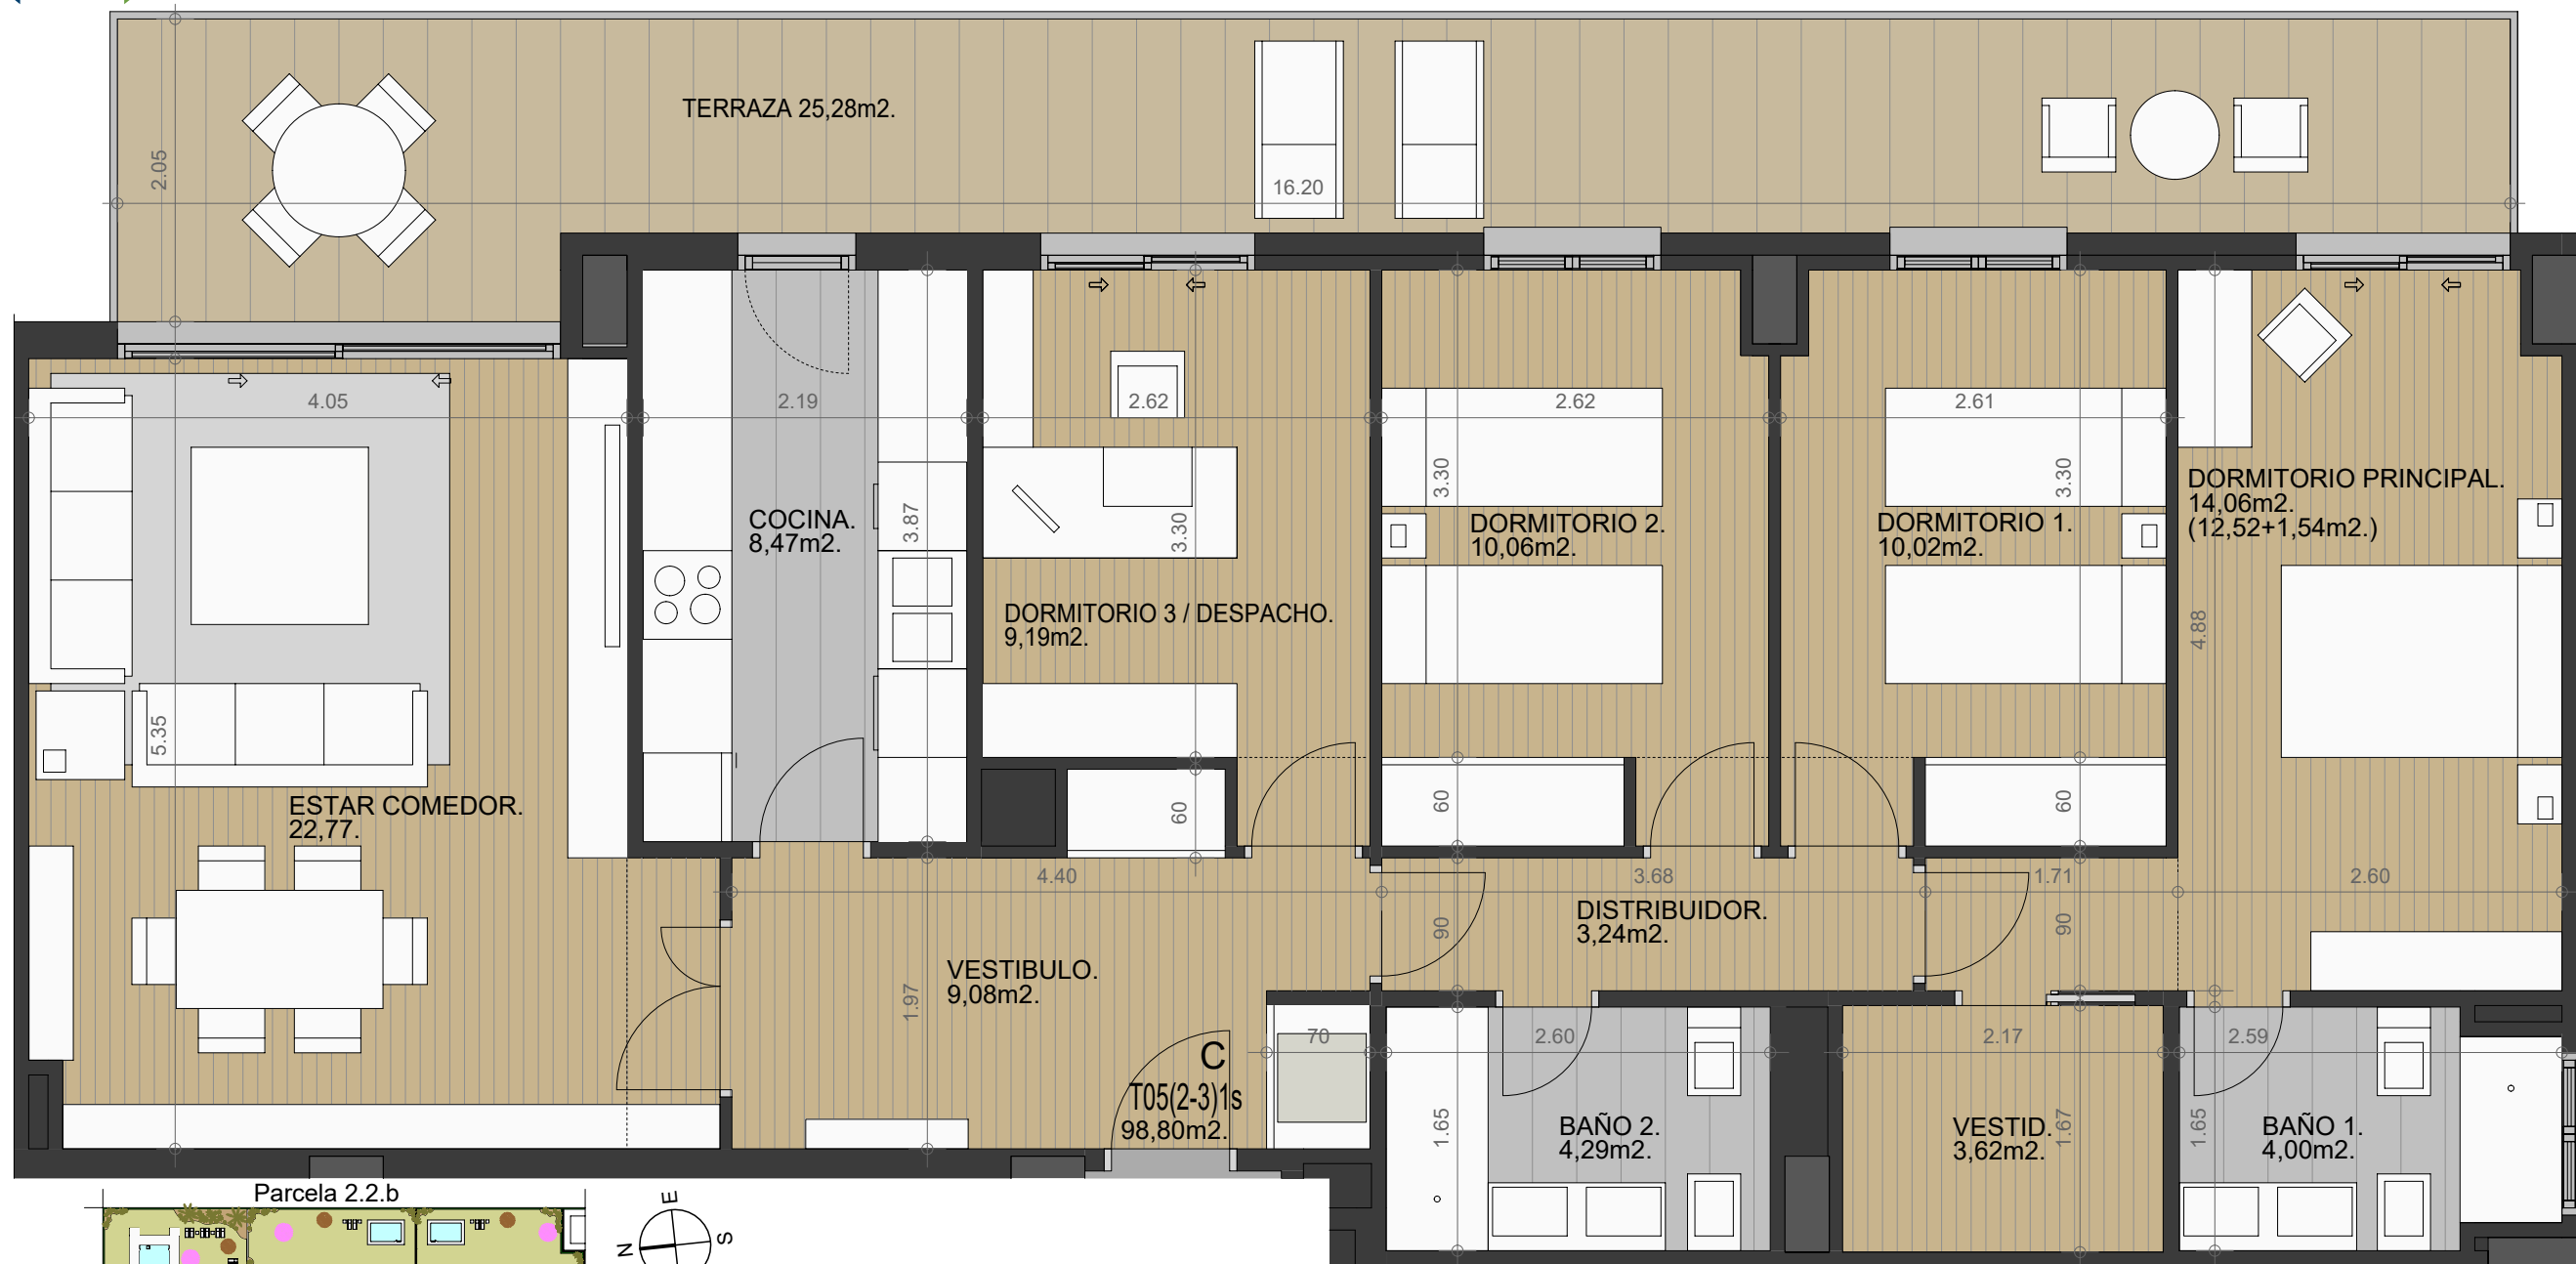 TERRAZA 25,28m2.
2.05
16.20
4.05
2.19
2.62
2.62
2.61
3.30
3.30
DORMITORIO PRINCIPAL.
14,06m2.
(12,52+1,54m2.)
COCINA.
8,47m2.
3.87
3.30
DORMITORIO 2.
10,06m2.
DORMITORIO 1.
10,02m2.
DORMITORIO 3 / DESPACHO.
9,19m2.
4.88
5.35
ESTAR COMEDOR.
22,77.
60
60
60
4.40
3.68
1.71
2.60
DISTRIBUIDOR.
3,24m2.
90
90
VESTIBULO.
9,08m2.
1.97
70
2.60
2.17
2.59
C
T05(2-3)1s
98,80m2.
1.65
BAÑO 2.
4,29m2.
VESTID.
3,62m2.
1.67
1.65
BAÑO 1.
4,00m2.
Parcela 2.2.b
E
N
S